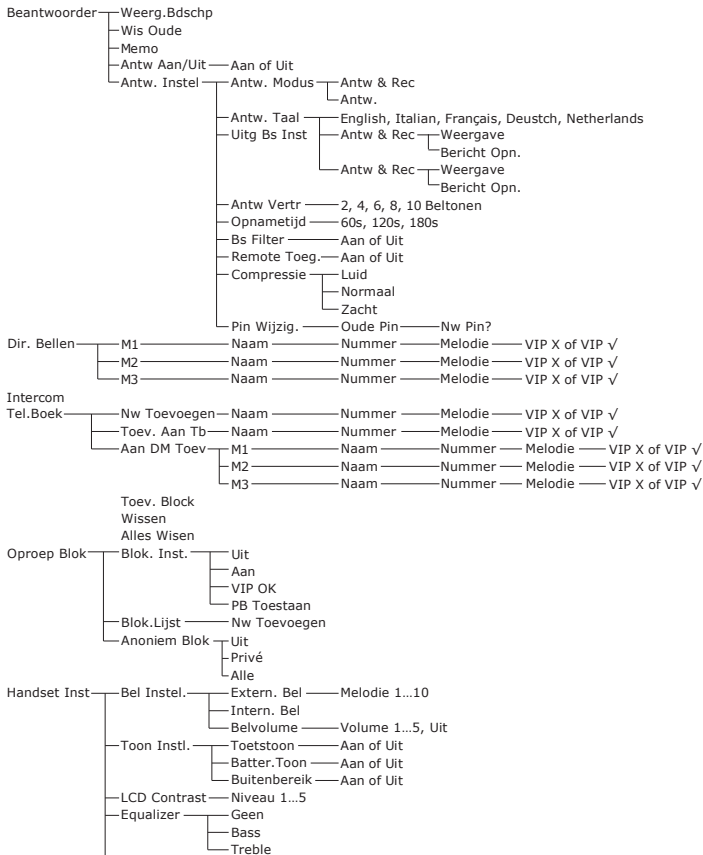 Beantwoorder Weerg.Bdschp
Wis Oude
Memo
Antw Aan/Uit Aan of Uit
Antw. Instel Antw. Modus Antw & Rec
Antw.
Antw. Taal English, Italian, Français, Deustch, Netherlands
Uitg Bs Inst Antw & Rec Weergave
Bericht Opn.
Antw & Rec Weergave
Bericht Opn.
Antw Vertr 2, 4, 6, 8, 10 Beltonen
Opnametijd 60s, 120s, 180s
Bs Filter Aan of Uit
Remote Toeg. Aan of Uit
Compressie Luid
Normaal
Zacht
Pin Wijzig. Oude Pin Nw Pin?
Dir. Bellen M1 Naam Nummer Melodie VIP X of VIP √
M2 Naam Nummer Melodie VIP X of VIP √
M3 Naam Nummer Melodie VIP X of VIP √
Intercom
Tel.Boek Nw Toevoegen Naam Nummer Melodie VIP X of VIP √
Toev. Aan Tb Naam Nummer Melodie VIP X of VIP √
Aan DM Toev M1 Naam Nummer Melodie VIP X of VIP √
M2 Naam Nummer Melodie VIP X of VIP √
M3 Naam Nummer Melodie VIP X of VIP √
Toev. Block
Wissen
Alles Wisen
Oproep Blok Blok. Inst. Uit
Aan
VIP OK
PB Toestaan
Blok.Lijst Nw Toevoegen
Anoniem Blok Uit
Privé
Alle
Handset Inst Bel Instel. Extern. Bel Melodie 1...10
Intern. Bel
Belvolume Volume 1...5, Uit
Toon Instl. Toetstoon Aan of Uit
Batter.Toon Aan of Uit
Buitenbereik Aan of Uit
LCD Contrast Niveau 1...5
Equalizer Geen
Bass
Treble